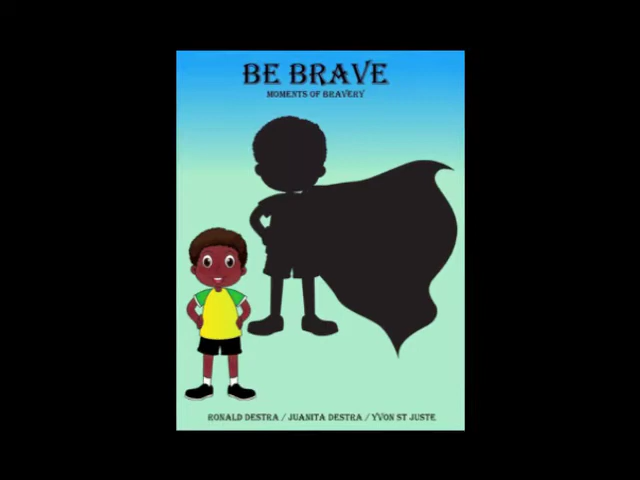 BE BRAVE
MOMENTS OF BRAVERY
RONALD DESTRA / JUANITA DESTRA / YVON ST JUSTE